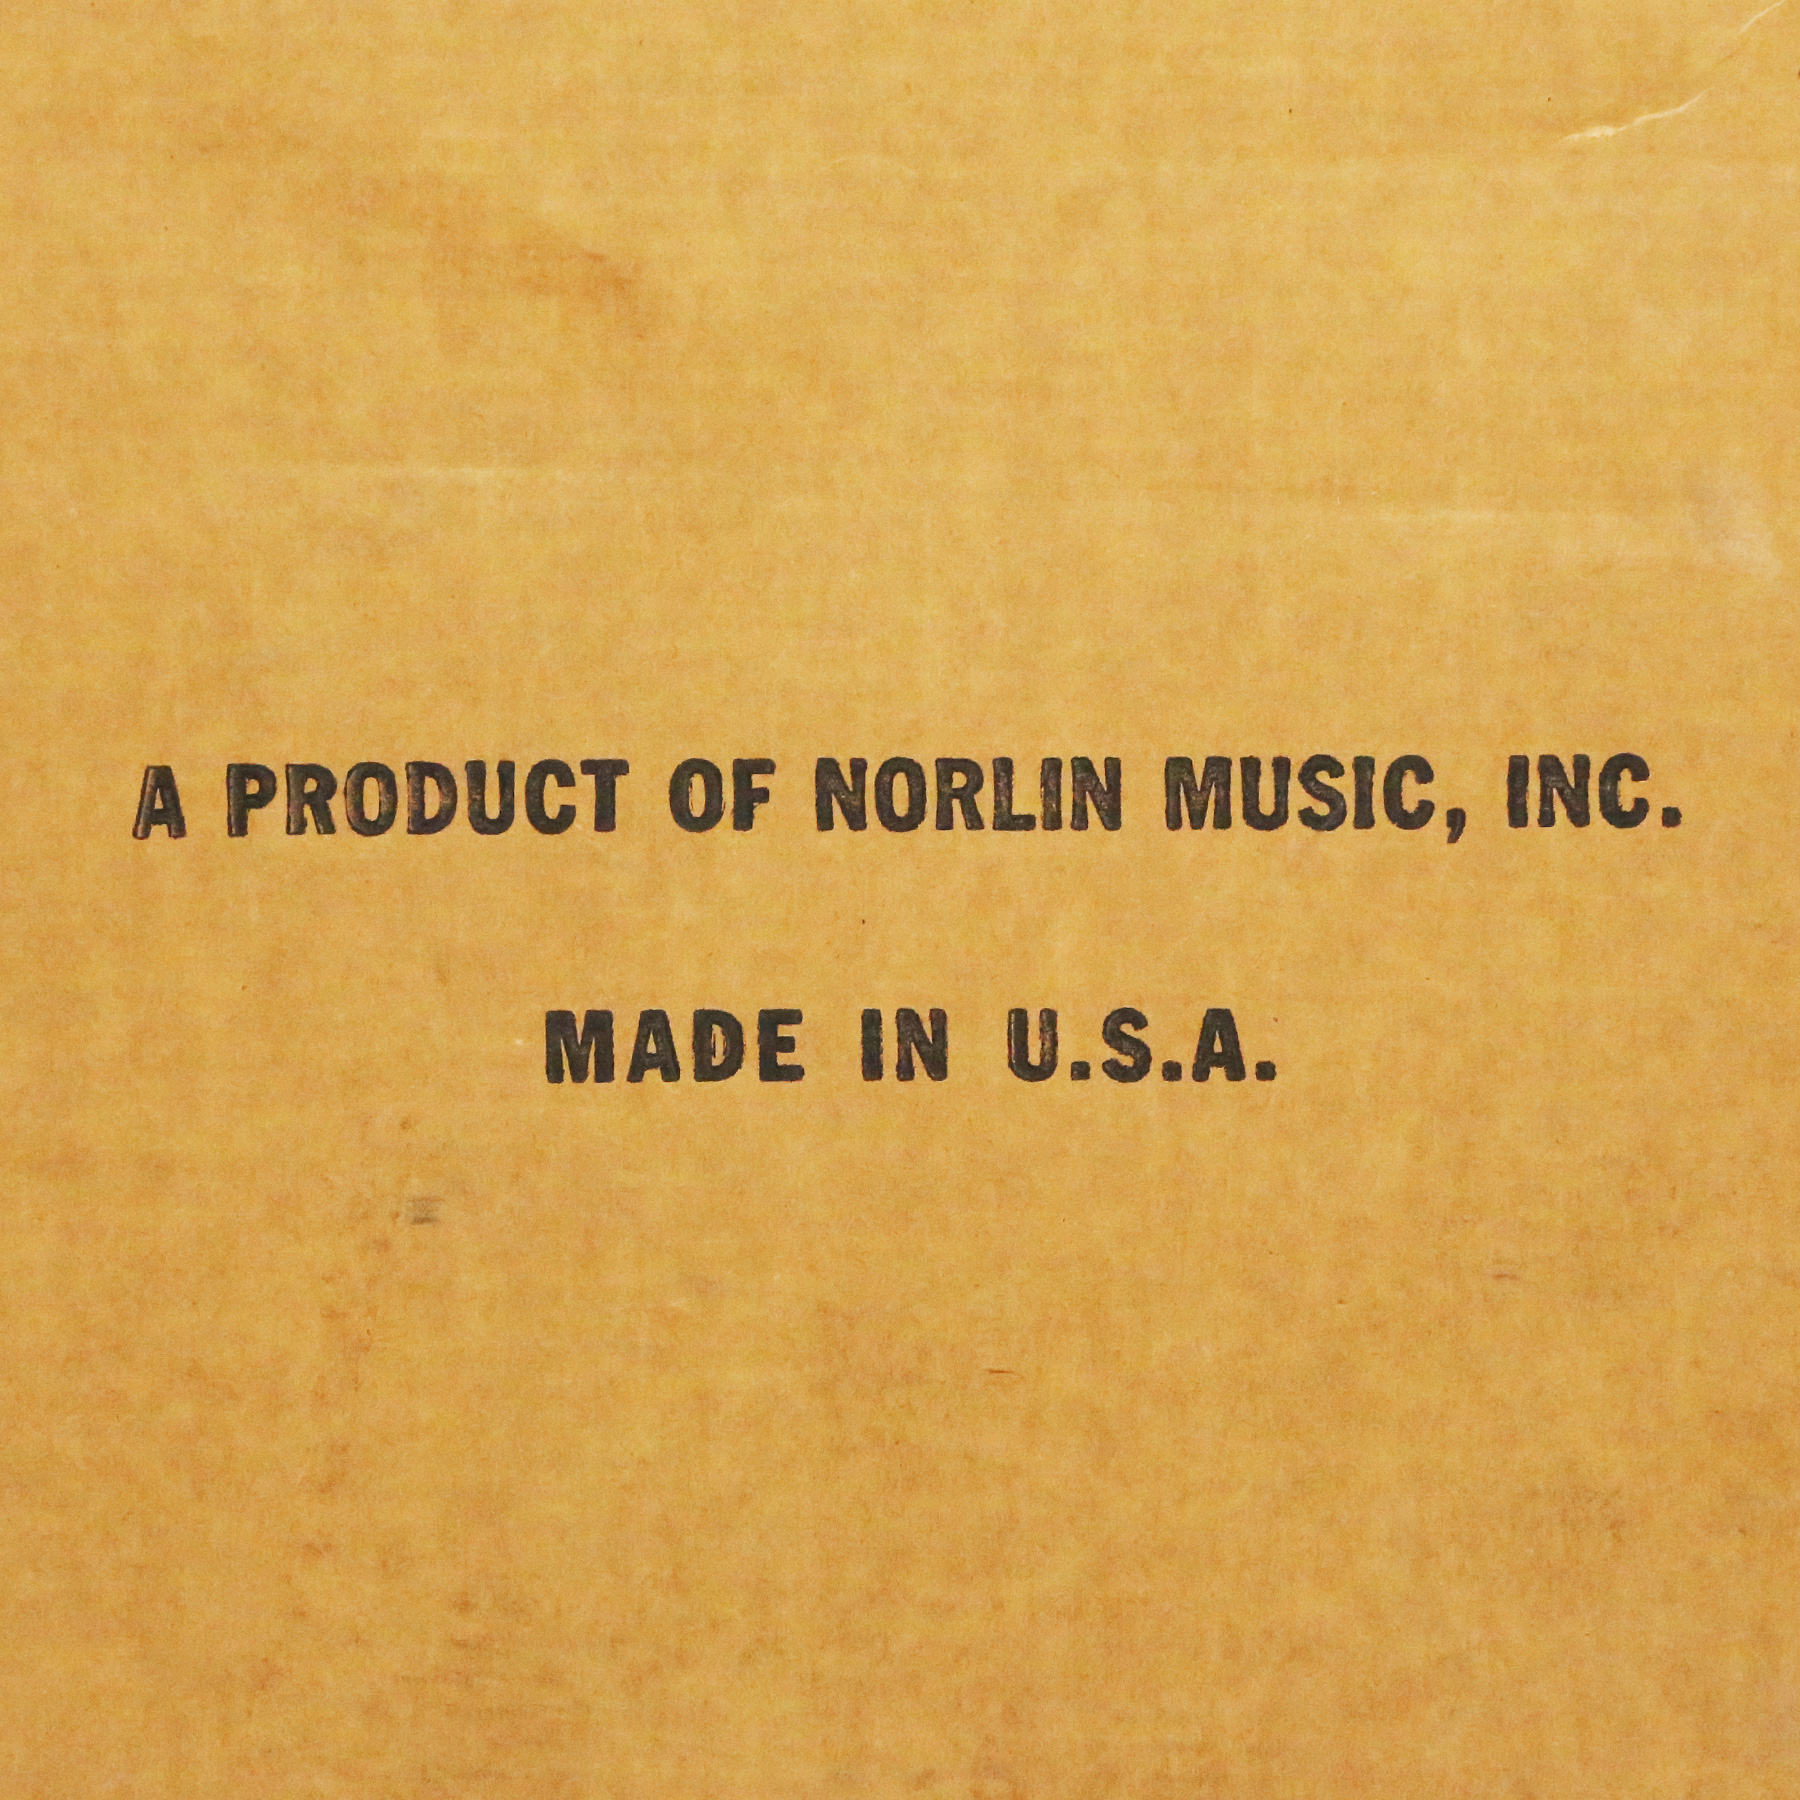 A PRODUCT OF NORLIN MUSIC, INC.
MADE IN U.S.A.